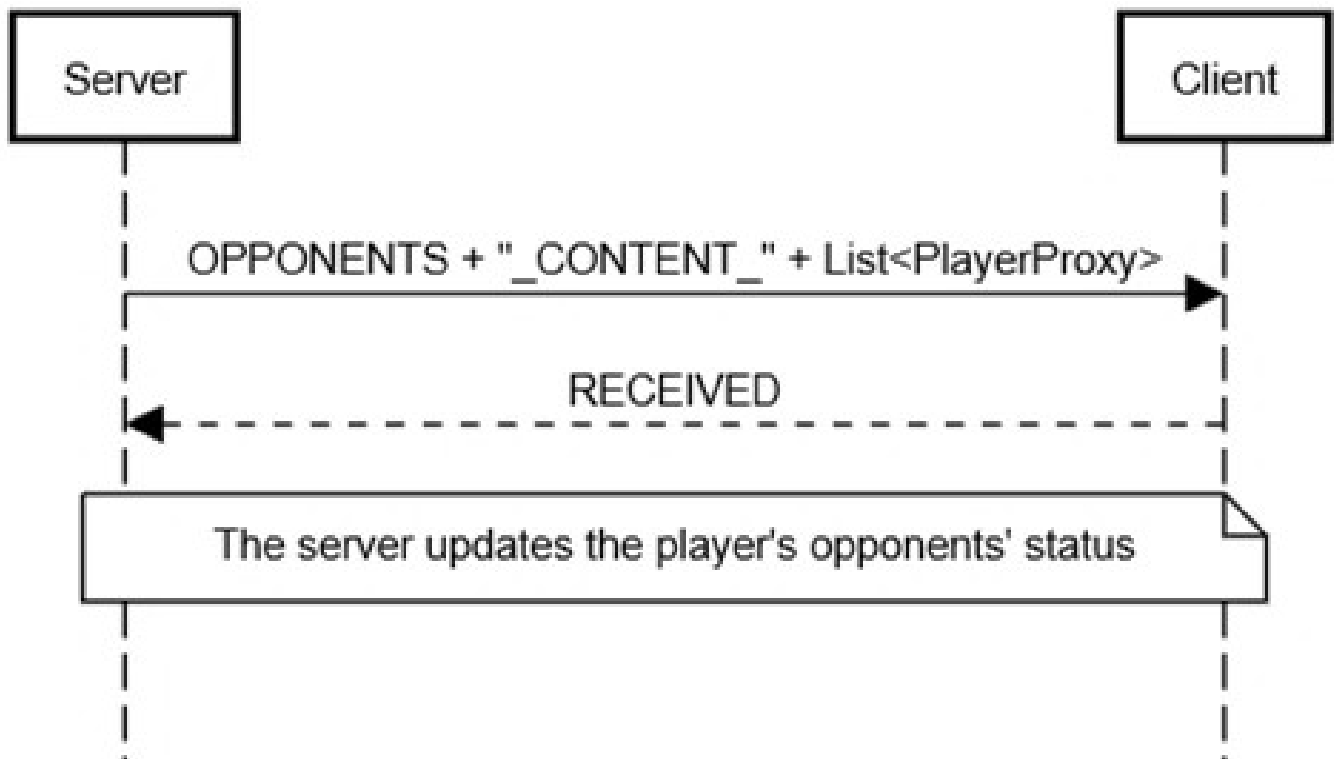 Server
Client
OPPONENTS + "_CONTENT_" + List<PlayerProxy>
RECEIVED
The server updates the player's opponents' status